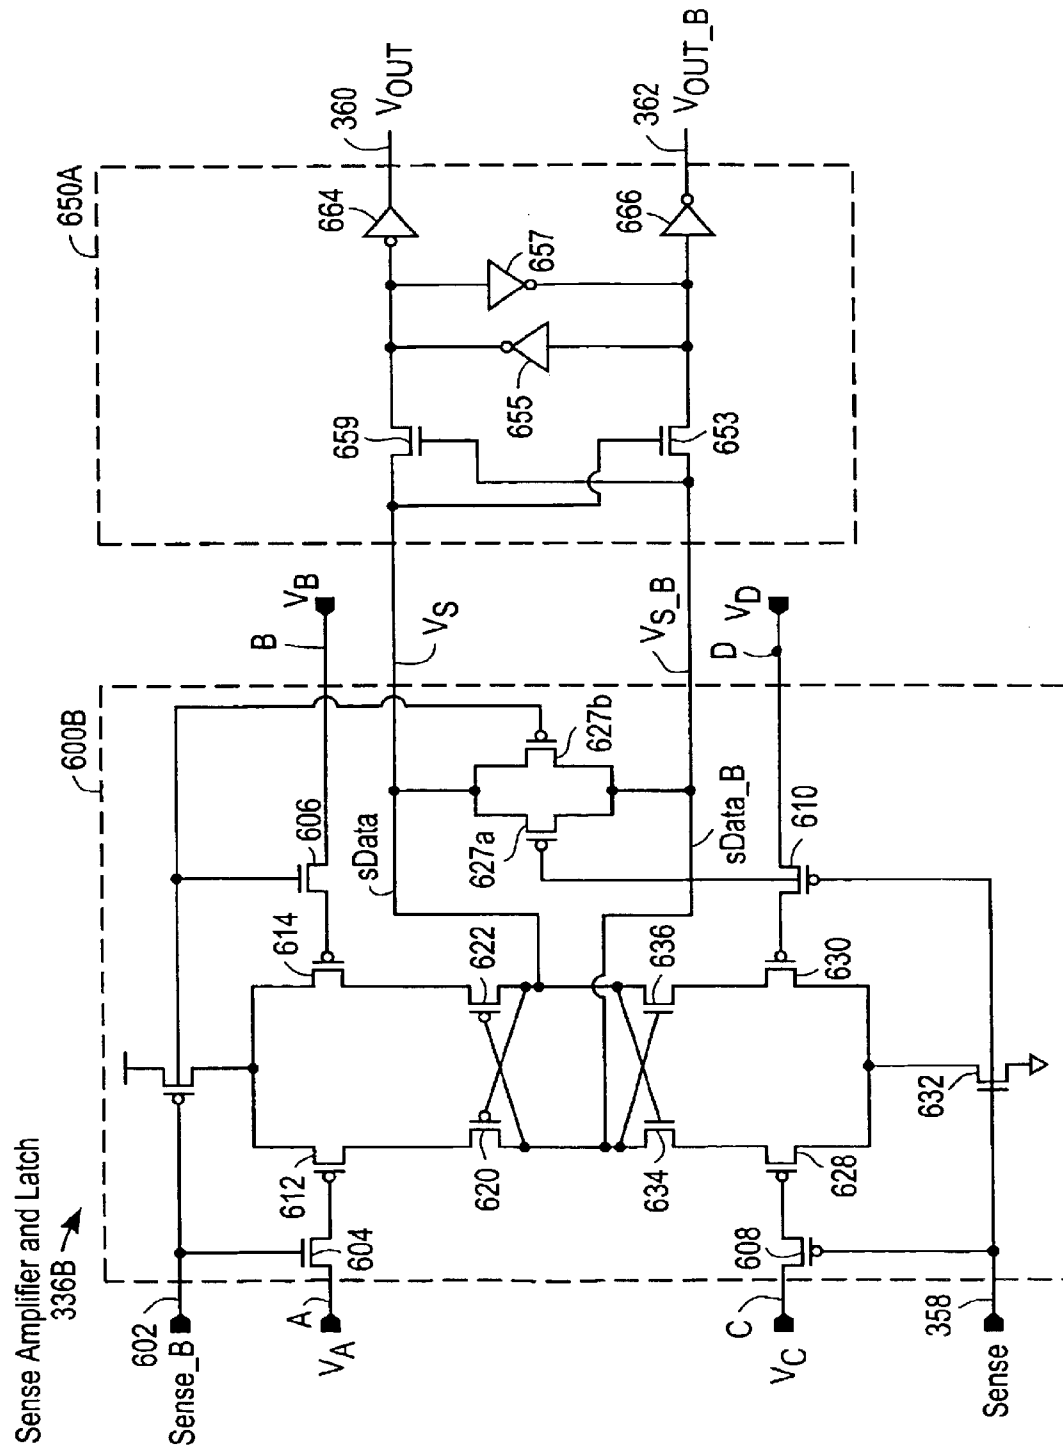 Sense Amplifier and Latch
336B
602
Sense_B
600B
650A
604
606
612
614
A
VA
B
VB
620
622
sData
VS
627a
627b
sData_B
VS_B
634
636
659
653
655
657
664
666
360
VOUT
362
VOUT_B
C
VC
608
628
630
610
D
VD
632
358
Sense